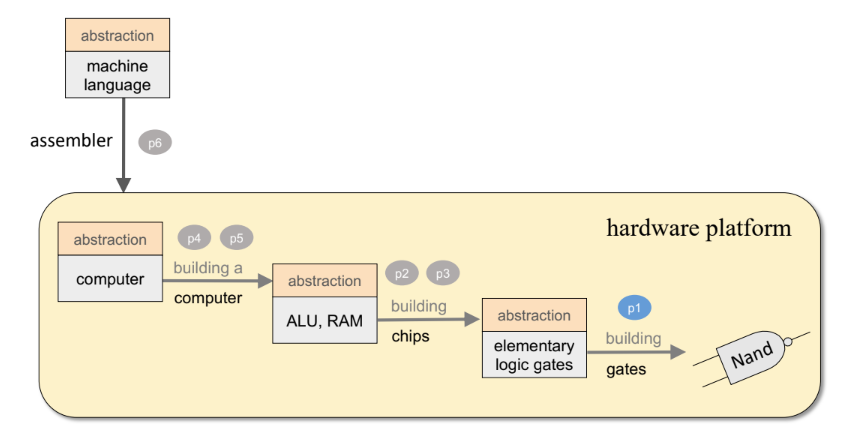 abstraction
machine
language
assembler
p6
hardware platform
abstraction
computer
p4
p5
building a
computer
abstraction
ALU, RAM
p2
p3
building
chips
abstraction
elementary
logic gates
p1
building
gates
Nand